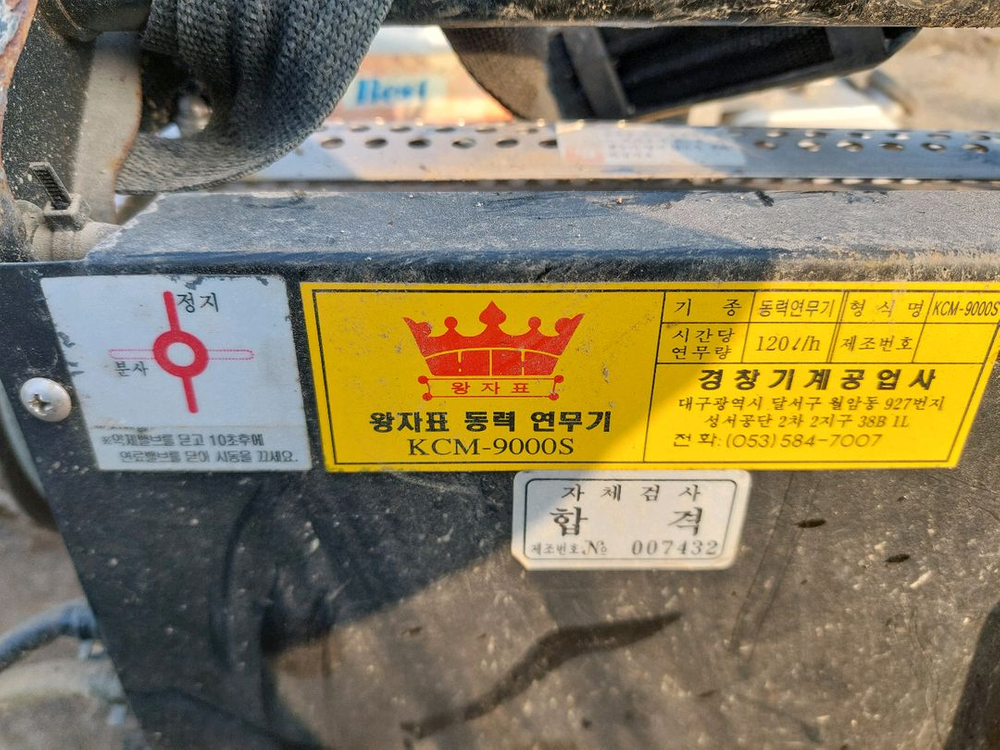 Best
정지
분사
※약제밸브를 닫고 10초후에
연료밸브를 닫아 시동을 끄세요.
왕자표
왕자표 동력 연무기
KCM-9000S
기 종 동력연무기 형 식 명 KCM-9000S
시간당 연무량 120ℓ/h 제조번호
경창기계공업사
대구광역시 달서구 월암동 927번지
성서공단 2차 2지구 38B 1L
전화:(053)584-7007
자체검사
합 격
제조번호 № 007432